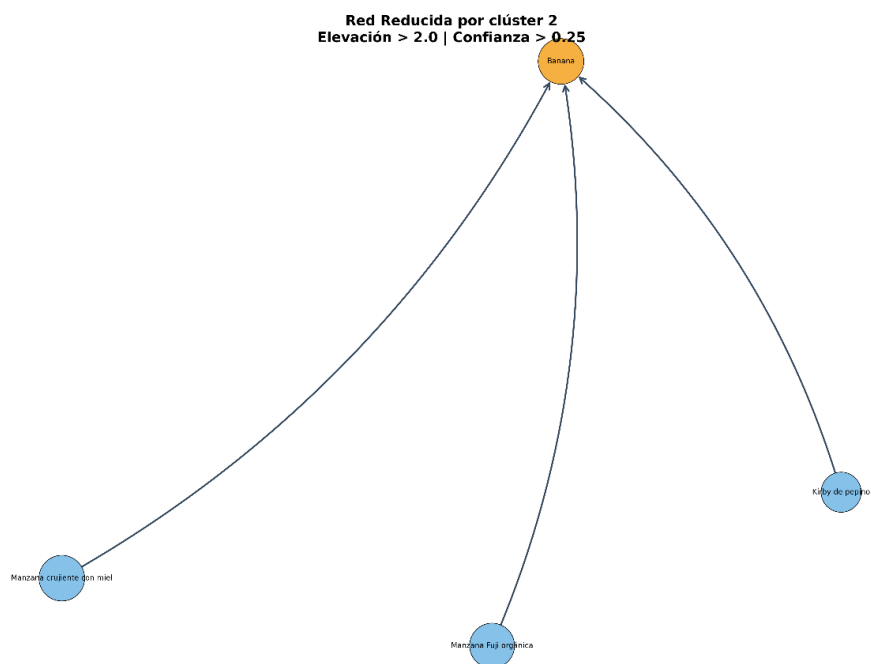 Red Reducida por clúster 2
Elevación > 2.0 | Confianza > 0.25
Banana
Kirby de pepino
Manzana crujiente con miel
Manzana Fuji orgánica